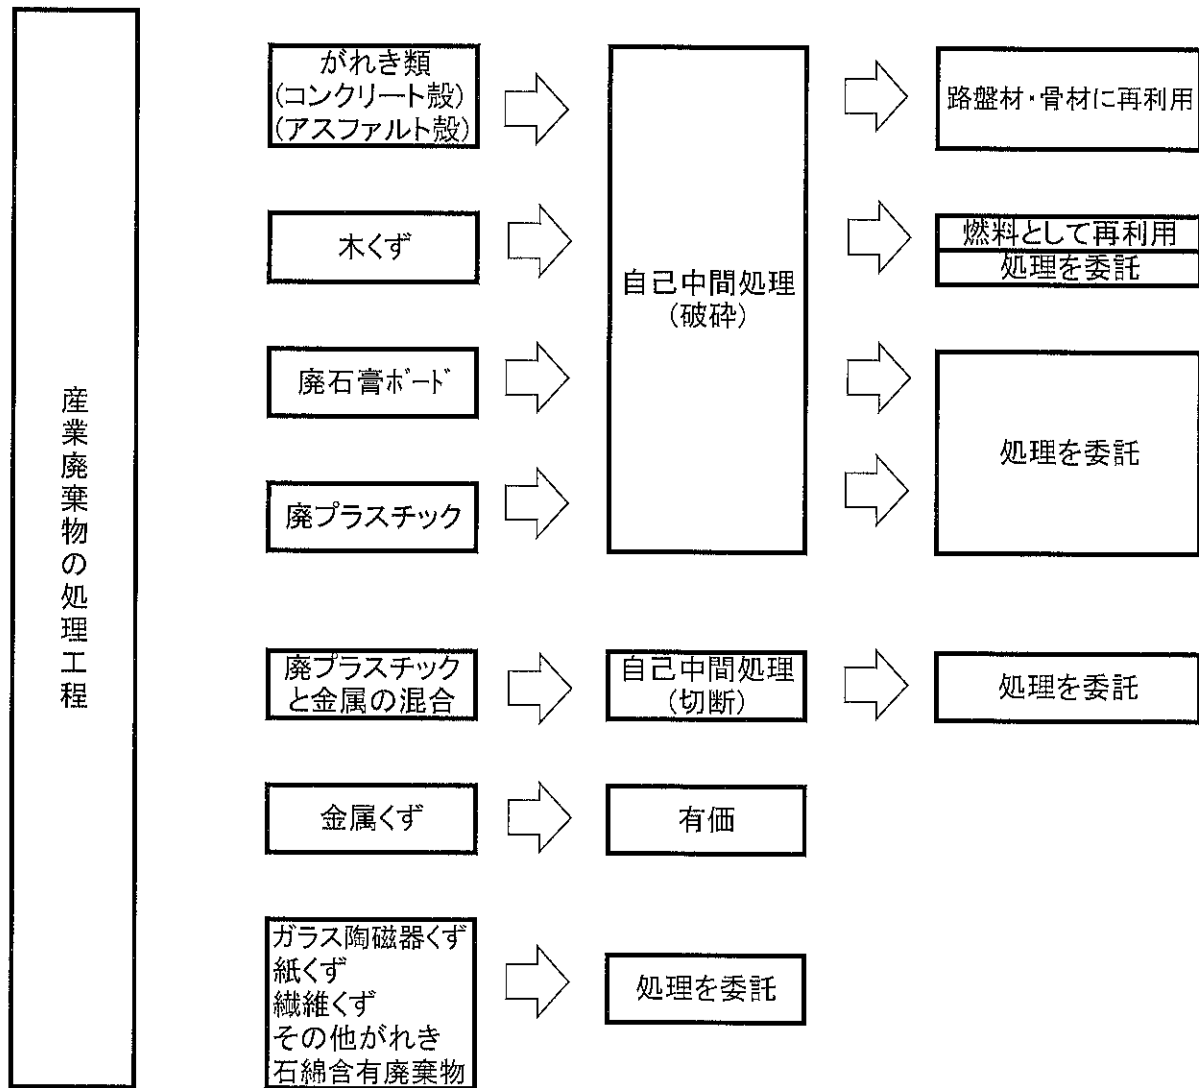 産業廃棄物の処理工程
がれき類
(コンクリート殻)
(アスファルト殻)
自己中間処理
(破砕)
路盤材・骨材に再利用
木くず
燃料として再利用
処理を委託
廃石膏ボード
廃プラスチック
処理を委託
廃プラスチック
と金属の混合
自己中間処理
(切断)
処理を委託
金属くず
有価
ガラス陶磁器くず
紙くず
繊維くず
その他がれき
石綿含有廃棄物
処理を委託